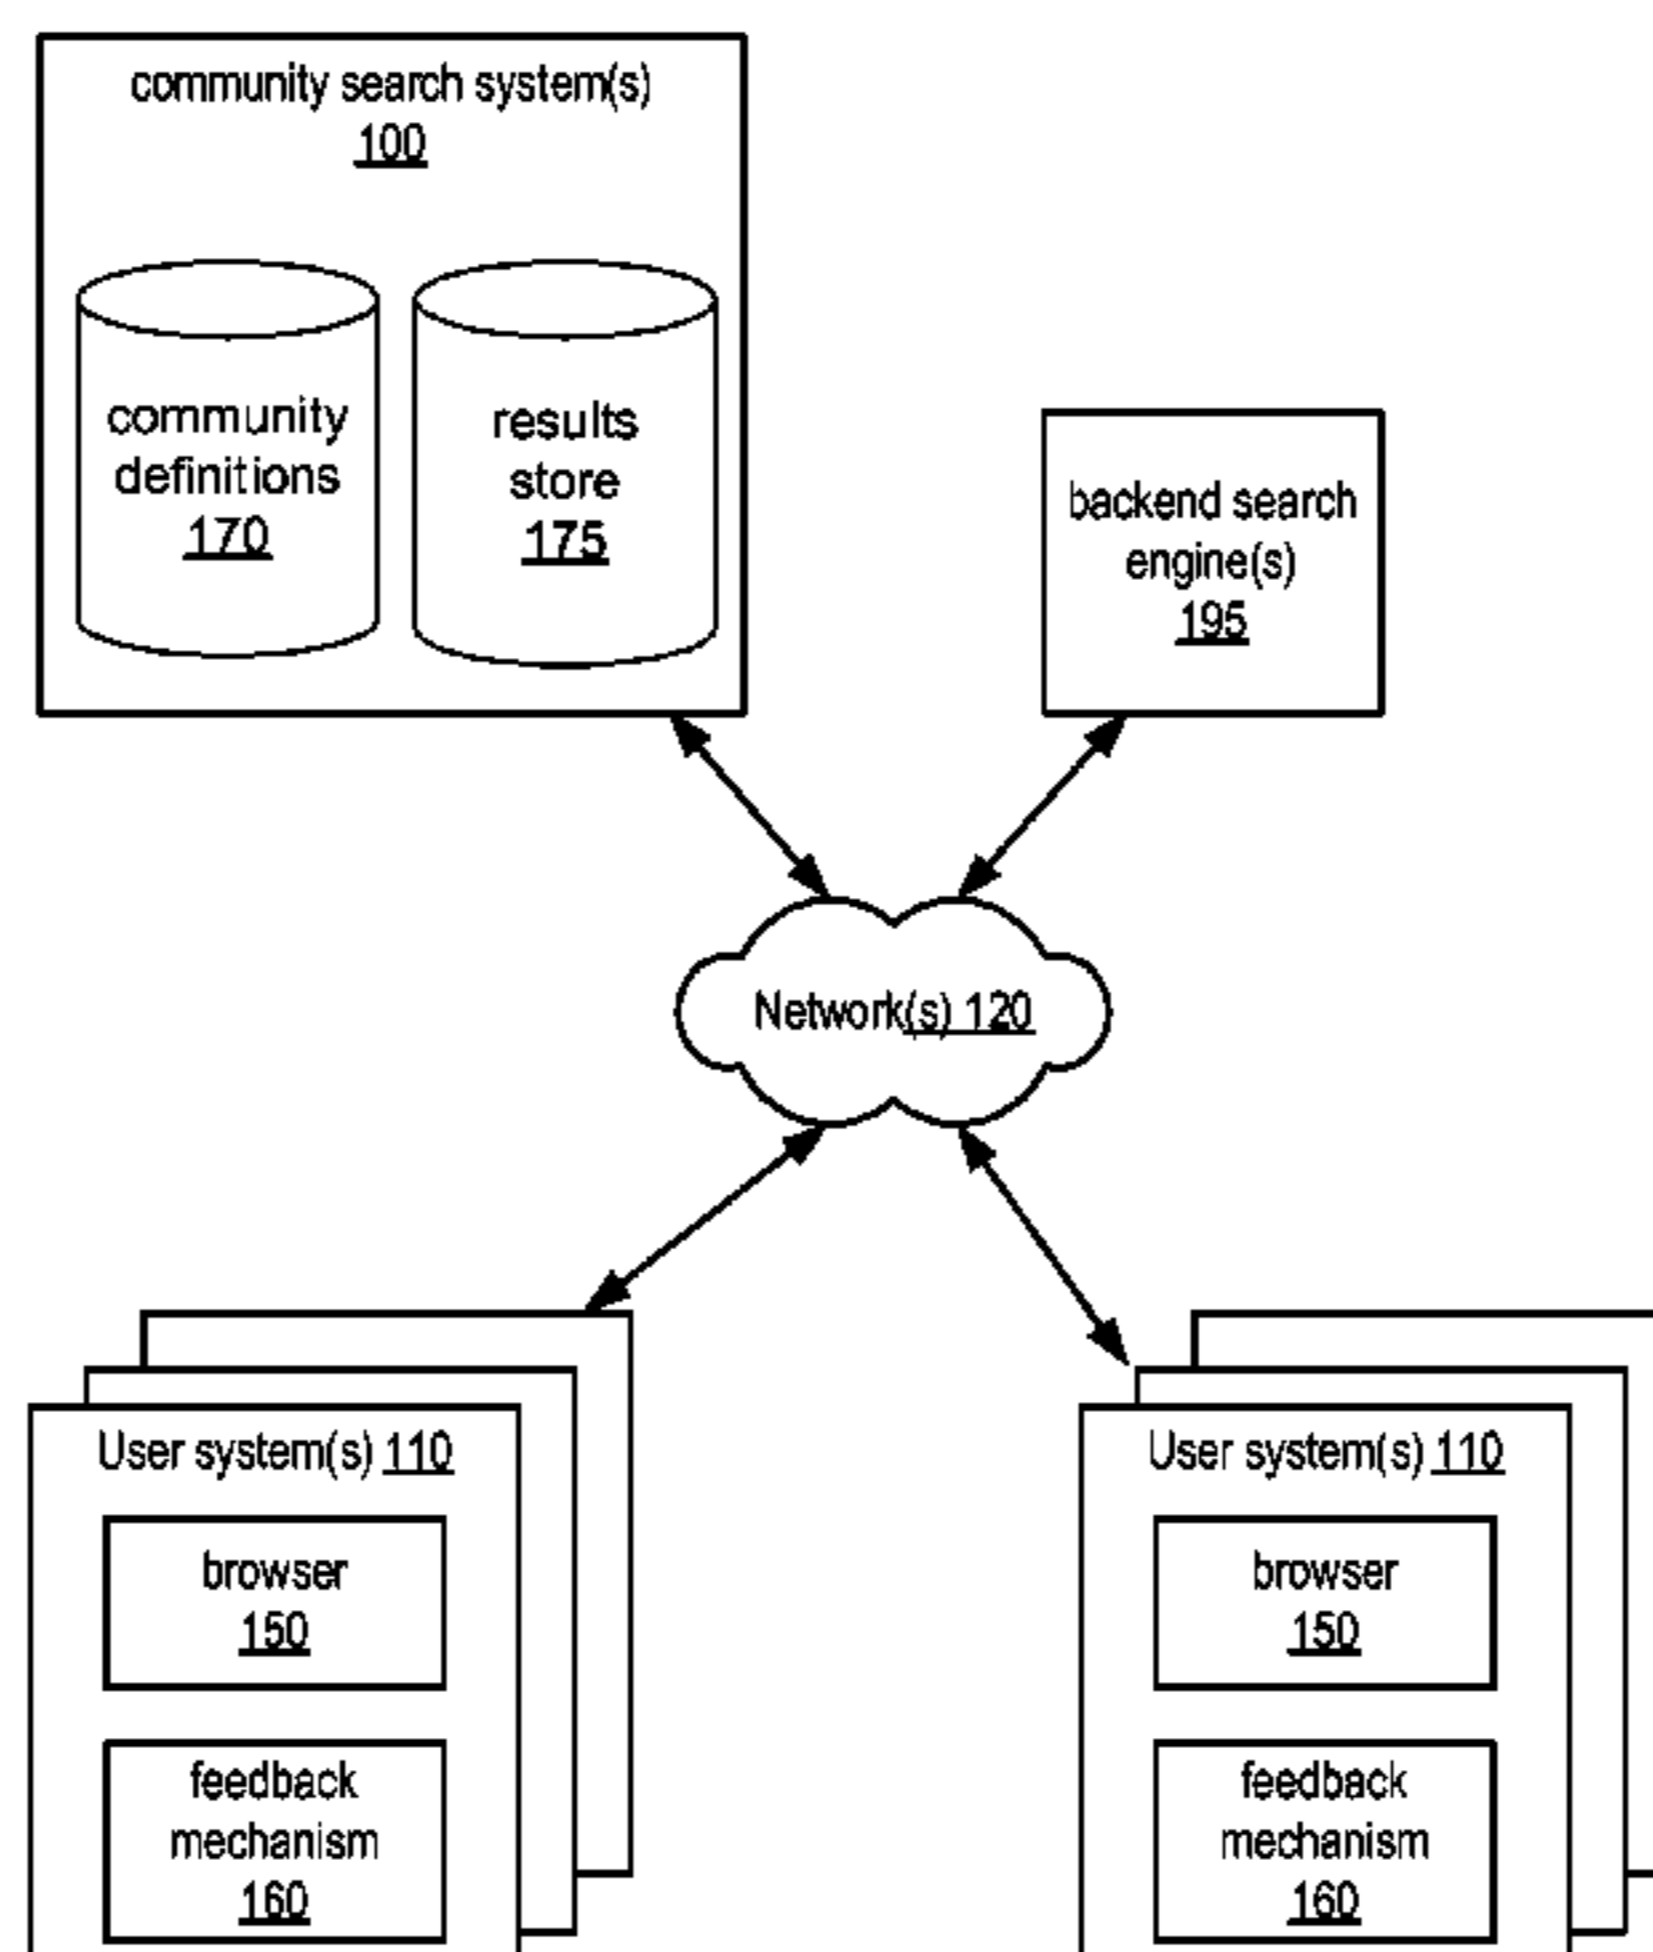 community search system(s)
100
community
definitions
170
results
store
175
backend search
engine(s)
195
Network(s) 120
User system(s) 110
browser
150
feedback
mechanism
160
User system(s) 110
browser
150
feedback
mechanism
160